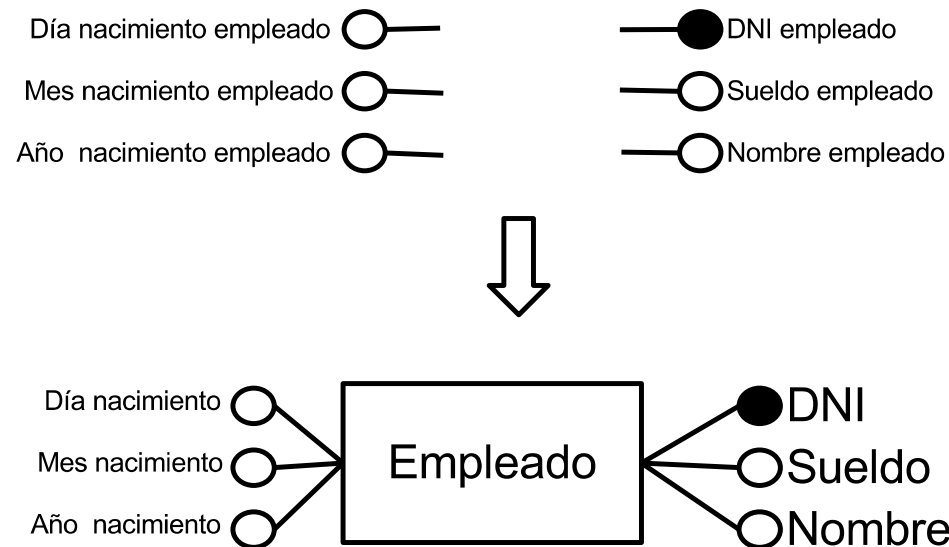 Día nacimiento empleado
DNI empleado
Mes nacimiento empleado
Sueldo empleado
Año nacimiento empleado
Nombre empleado
Día nacimiento
DNI
Mes nacimiento
Empleado
Sueldo
Año nacimiento
Nombre